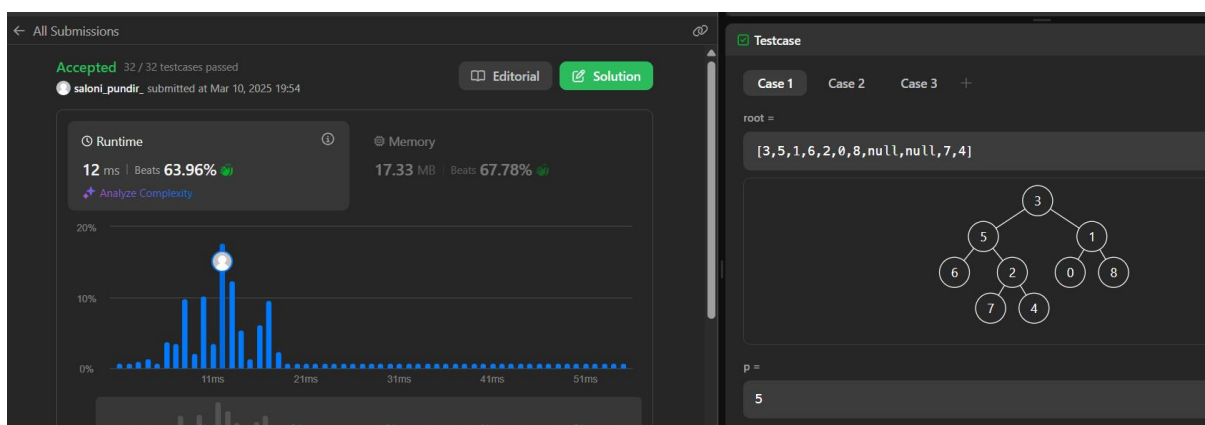 ← All Submissions
Accepted 32 / 32 testcases passed
saloni_pundir_ submitted at Mar 10, 2025 19:54
Editorial
Solution
Runtime
12 ms | Beats 63.96%
Analyze Complexity
Memory
17.33 MB | Beats 67.78%
20%
10%
0%
11ms 21ms 31ms 41ms 51ms
Testcase
Case 1 Case 2 Case 3 +
root =
[3,5,1,6,2,0,8,null,null,7,4]
3
5 1
6 2 0 8
7 4
p =
5